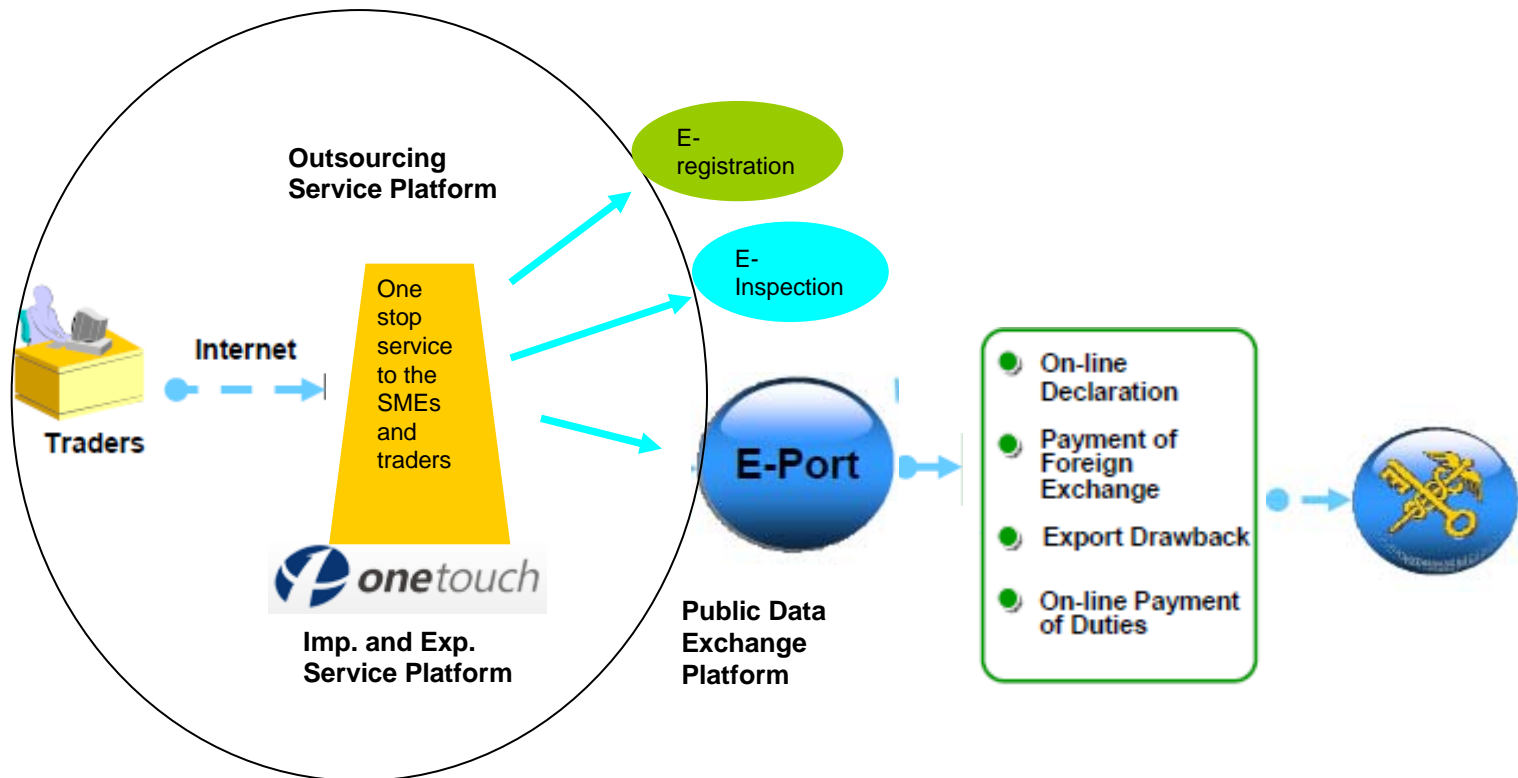 Outsourcing
Service Platform
E-
registration
E-
Inspection
Internet
Traders
One
stop
service
to the
SMEs
and
traders
onetouch
Imp. and Exp.
Service Platform
E-Port
Public Data
Exchange
Platform
On-line
Declaration
Payment of
Foreign
Exchange
Export Drawback
On-line Payment
of Duties